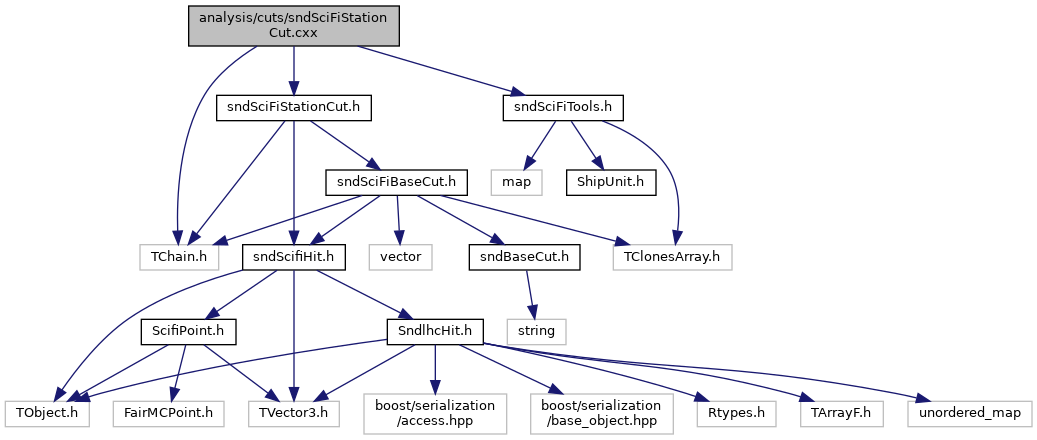 analysis/cuts/sndSciFiStation
Cut.cxx
sndSciFiStationCut.h
sndSciFiTools.h
sndSciFiBaseCut.h
map
ShipUnit.h
TChain.h
sndScifiHit.h
vector
sndBaseCut.h
TClonesArray.h
ScifiPoint.h
SndlhcHit.h
string
TObject.h
FairMCPoint.h
TVector3.h
boost/serialization
/access.hpp
boost/serialization
/base_object.hpp
Rtypes.h
TArrayF.h
unordered_map